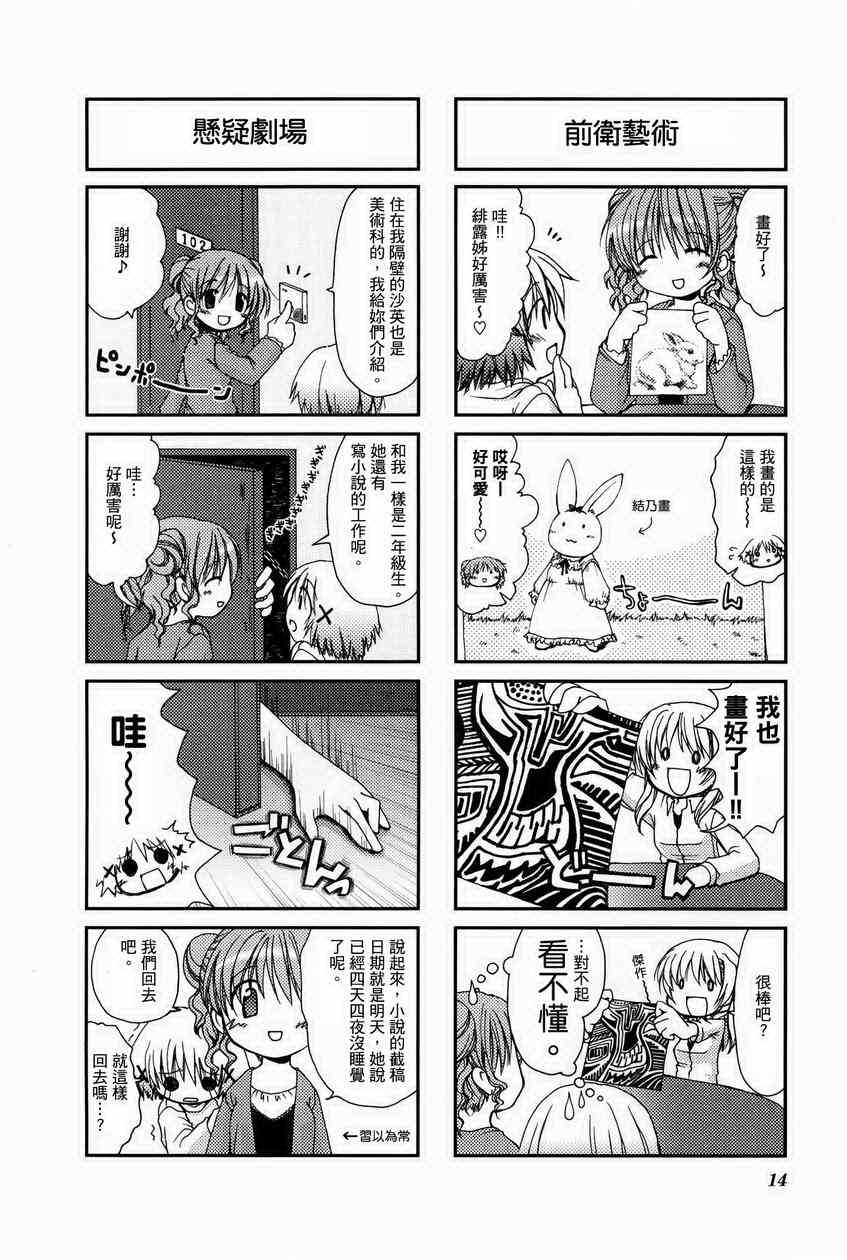 前衛藝術
畫好了～
哇!!
緋露姊好厲害～♡
我畫的是
這樣的～
結乃畫
哎呀ー
好可愛～♥
ちょーーん
我也
畫好了ー!!
どーーん
很棒吧？
傑作
…對不起
看不懂。
懸疑劇場
住在我隔壁的沙英也是
美術科的，我給妳們介紹。
102
謝謝♪
ピンポーーン
和我一樣是二年級生。
她還有
寫小說的工作呢。
ぎぎぎぎぎ
哇…
好厲害呢～
ごとんっ
哇～～
說起來，小說的截稿
日期就是明天，她說
已經四天四夜沒睡覺
了呢。
←習以為常
我們回去
吧。
就這樣
回去嗎…？
14